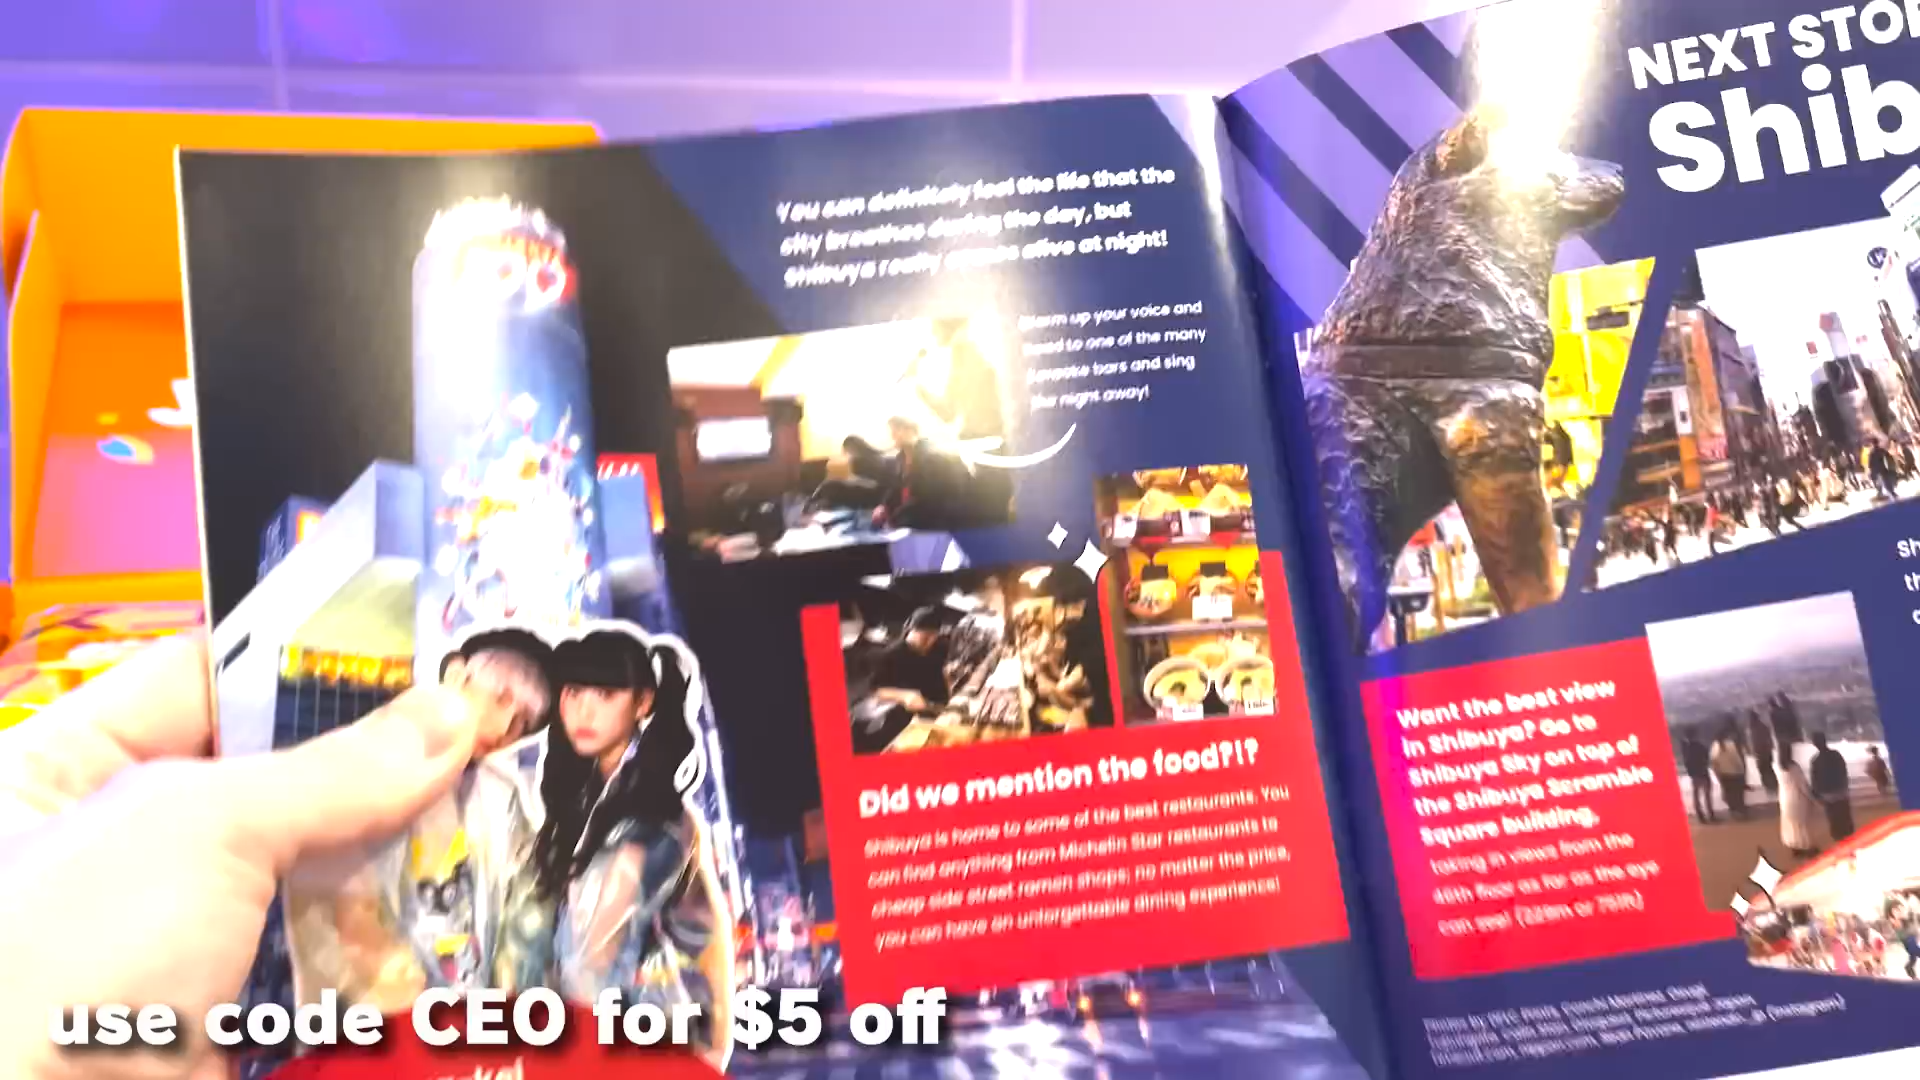 You can definitely feel the life that the
city breathes during the day, but
Shibuya really comes alive at night!
up your voice and
to one of the many
bars and sing
the night away!
Did we mention the food?!?
Shibuya is home to some of the best restaurants. You
can find anything from Michelin Star restaurants to
cheap side street ramen shops; no matter the price,
you can have an unforgettable dining experience!
NEXT STOP
Shib
Want the best view
in Shibuya? Go to
Shibuya Sky on top of
the Shibuya Scramble
Square building,
taking in views from the
46th floor as far as the eye
can see! (229m or 751ft)
use code CEO for $5 off